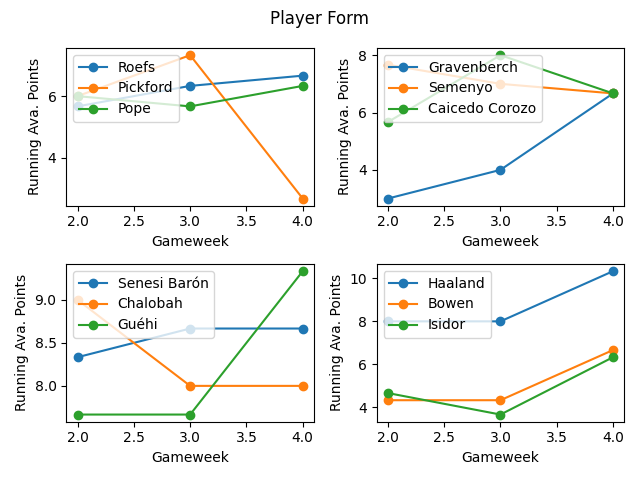 Player Form
Running Ava. Points
6
4
Roefs
Pickford
Pope
2.0 2.5 3.0 3.5 4.0
Gameweek
Running Ava. Points
8
6
4
Gravenberch
Semenyo
Caicedo Corozo
2.0 2.5 3.0 3.5 4.0
Gameweek
Running Ava. Points
9.0
8.5
8.0
Senesi Barón
Chalobah
Guéhi
2.0 2.5 3.0 3.5 4.0
Gameweek
Running Ava. Points
10
8
6
4
Haaland
Bowen
Isidor
2.0 2.5 3.0 3.5 4.0
Gameweek